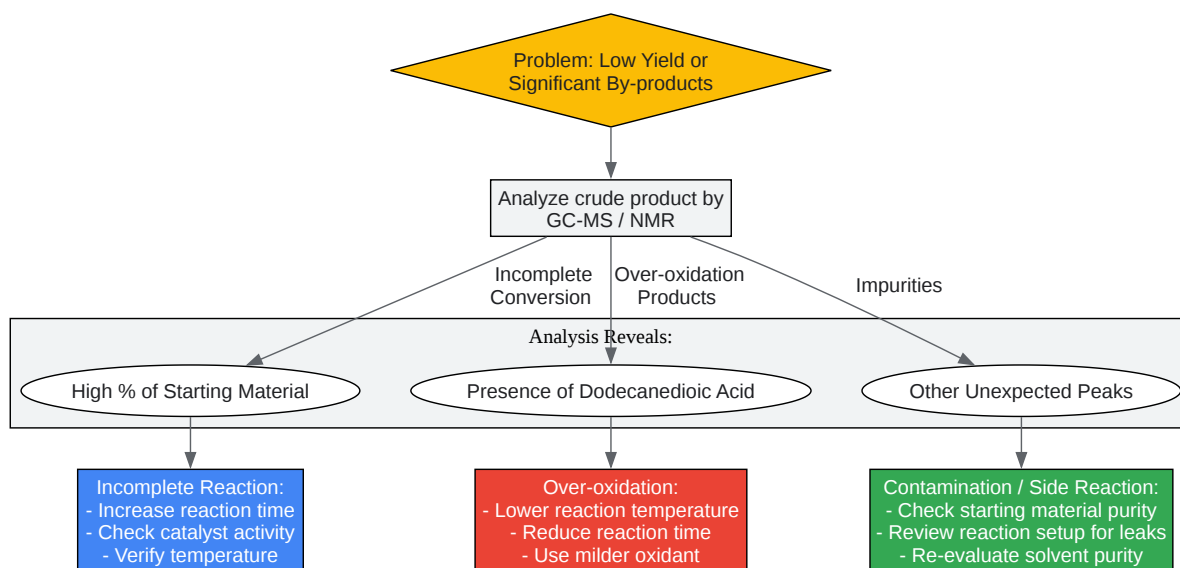 Problem: Low Yield or
Significant By-products
Analyze crude product by
GC-MS / NMR
Incomplete
Conversion
Over-oxidation
Products
Impurities
Analysis Reveals:
High % of Starting Material
Presence of Dodecanedioic Acid
Other Unexpected Peaks
Incomplete Reaction:
- Increase reaction time
- Check catalyst activity
- Verify temperature
Over-oxidation:
- Lower reaction temperature
- Reduce reaction time
- Use milder oxidant
Contamination / Side Reaction:
- Check starting material purity
- Review reaction setup for leaks
- Re-evaluate solvent purity